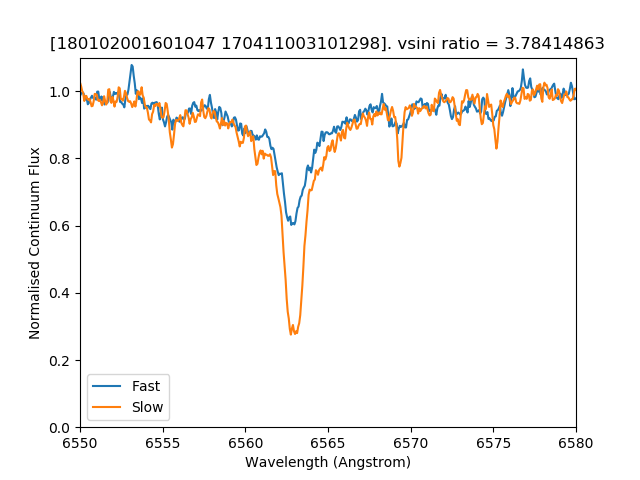 [180102001601047 170411003101298]. vsini ratio = 3.78414863
Normalised Continuum Flux
1.0
0.8
0.6
0.4
0.2
0.0
Fast
Slow
6550 6555 6560 6565 6570 6575 6580
Wavelength (Angstrom)